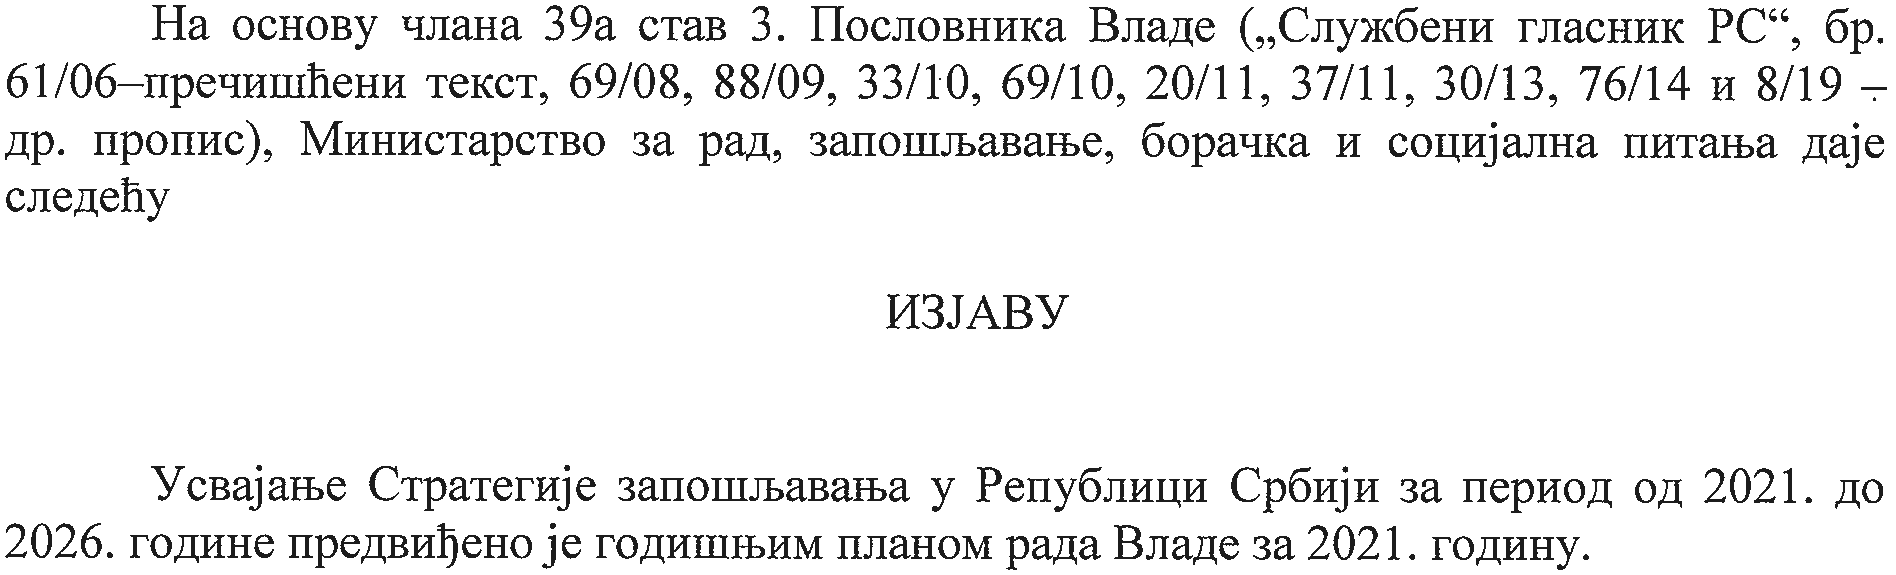 На основу члана 39а став 3. Пословника Владе („Службени гласник РС“, бр.
61/06–пречишћени текст, 69/08, 88/09, 33/10, 69/10, 20/11, 37/11, 30/13, 76/14 и 8/19 –
др. пропис), Министарство за рад, запошљавање, борачка и социјална питања даје
следећу
ИЗЈАВУ
Усвајање Стратегије запошљавања у Републици Србији за период од 2021. до
2026. године предвиђено је годишњим планом рада Владе за 2021. годину.